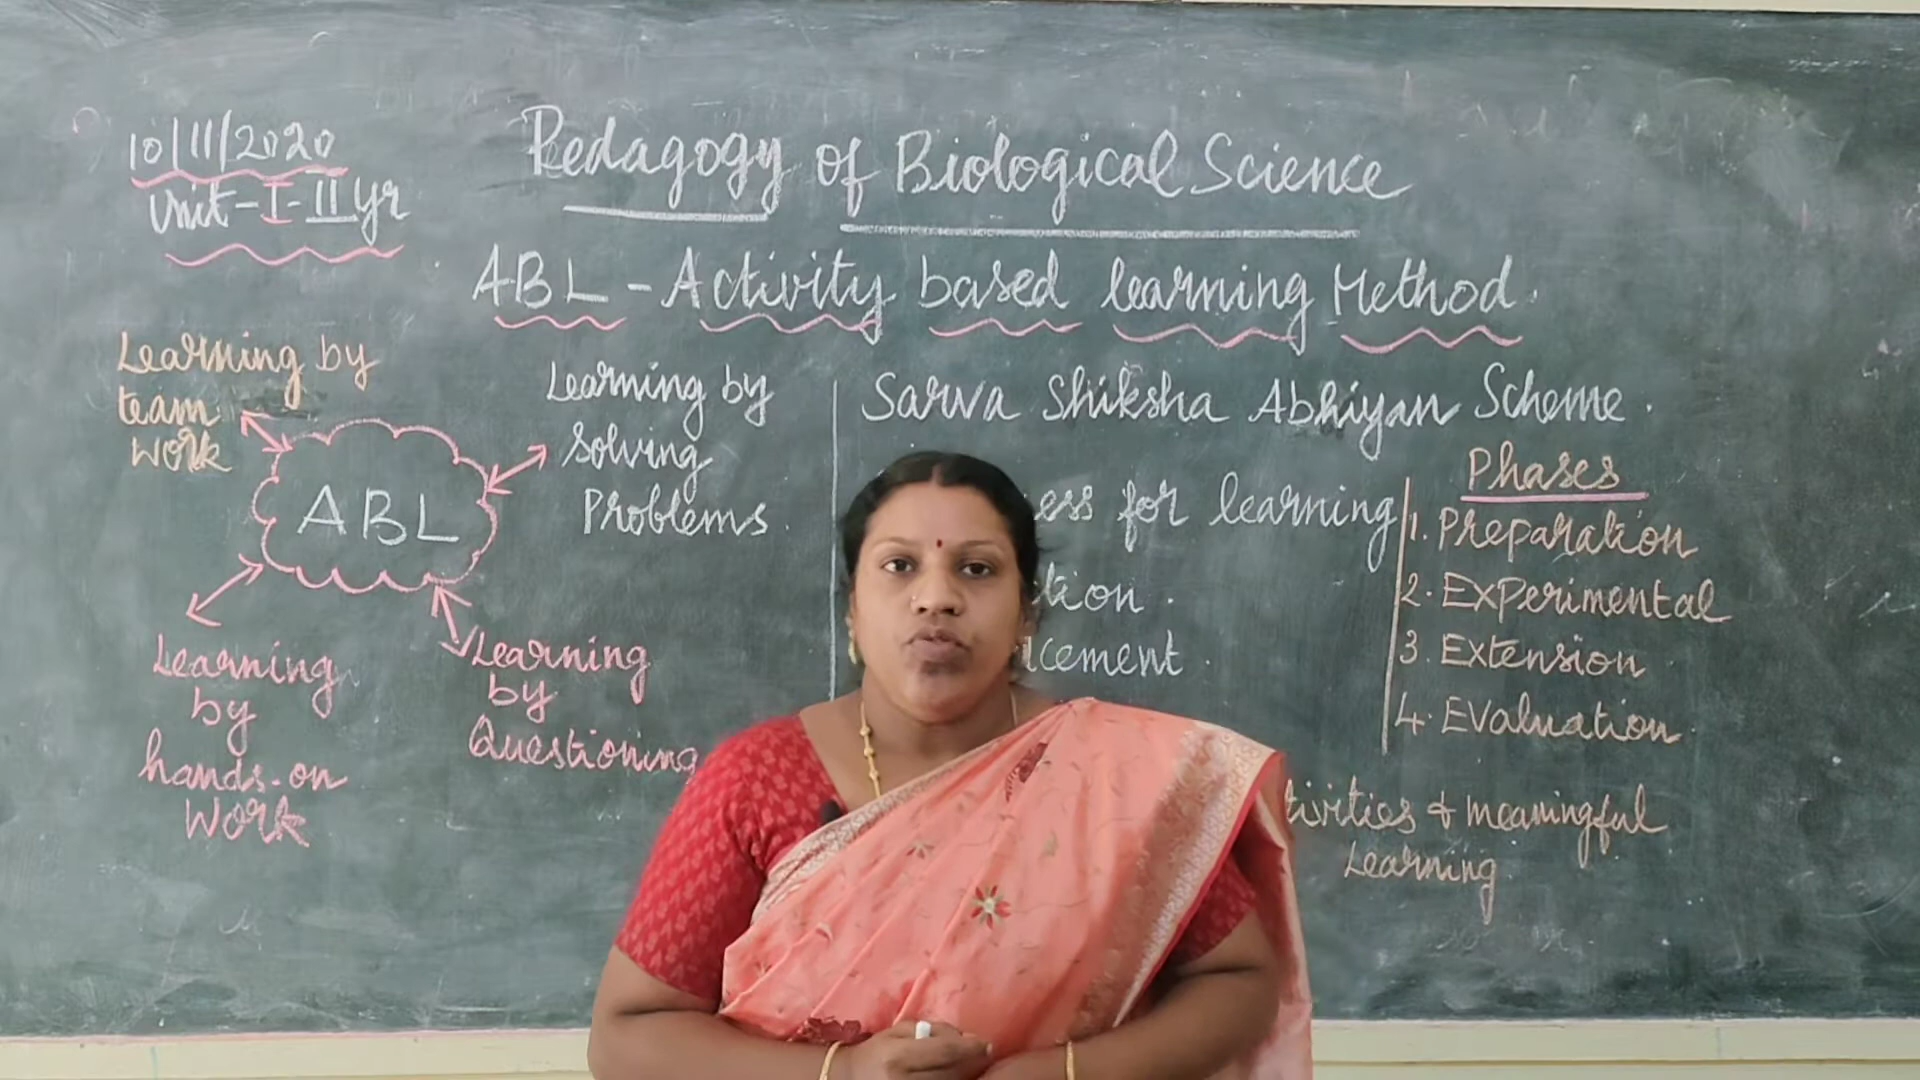 10/11/2020
Unit-I-II yr
Pedagogy of Biological Science
ABL - Activity based learning Method.
Learning by
team
work
ABL
Learning by
Solving
Problems.
Learning
by
hands-on
work
Learning
by
Questioning
Sarva Shiksha Abhiyan Scheme.
for learning
Phases
1. Preparation
2. Experimental
3. Extension
4. Evaluation.
& meaningful
Learning